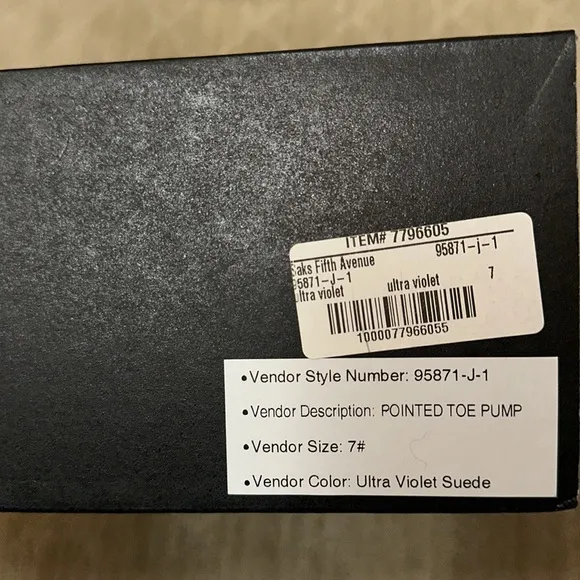 ITEM# 7796605
Saks Fifth Avenue 95871-j-1
95871-J-1
ultra violet ultra violet 7
1000077966055
•Vendor Style Number: 95871-J-1
•Vendor Description: POINTED TOE PUMP
•Vendor Size: 7#
•Vendor Color: Ultra Violet Suede